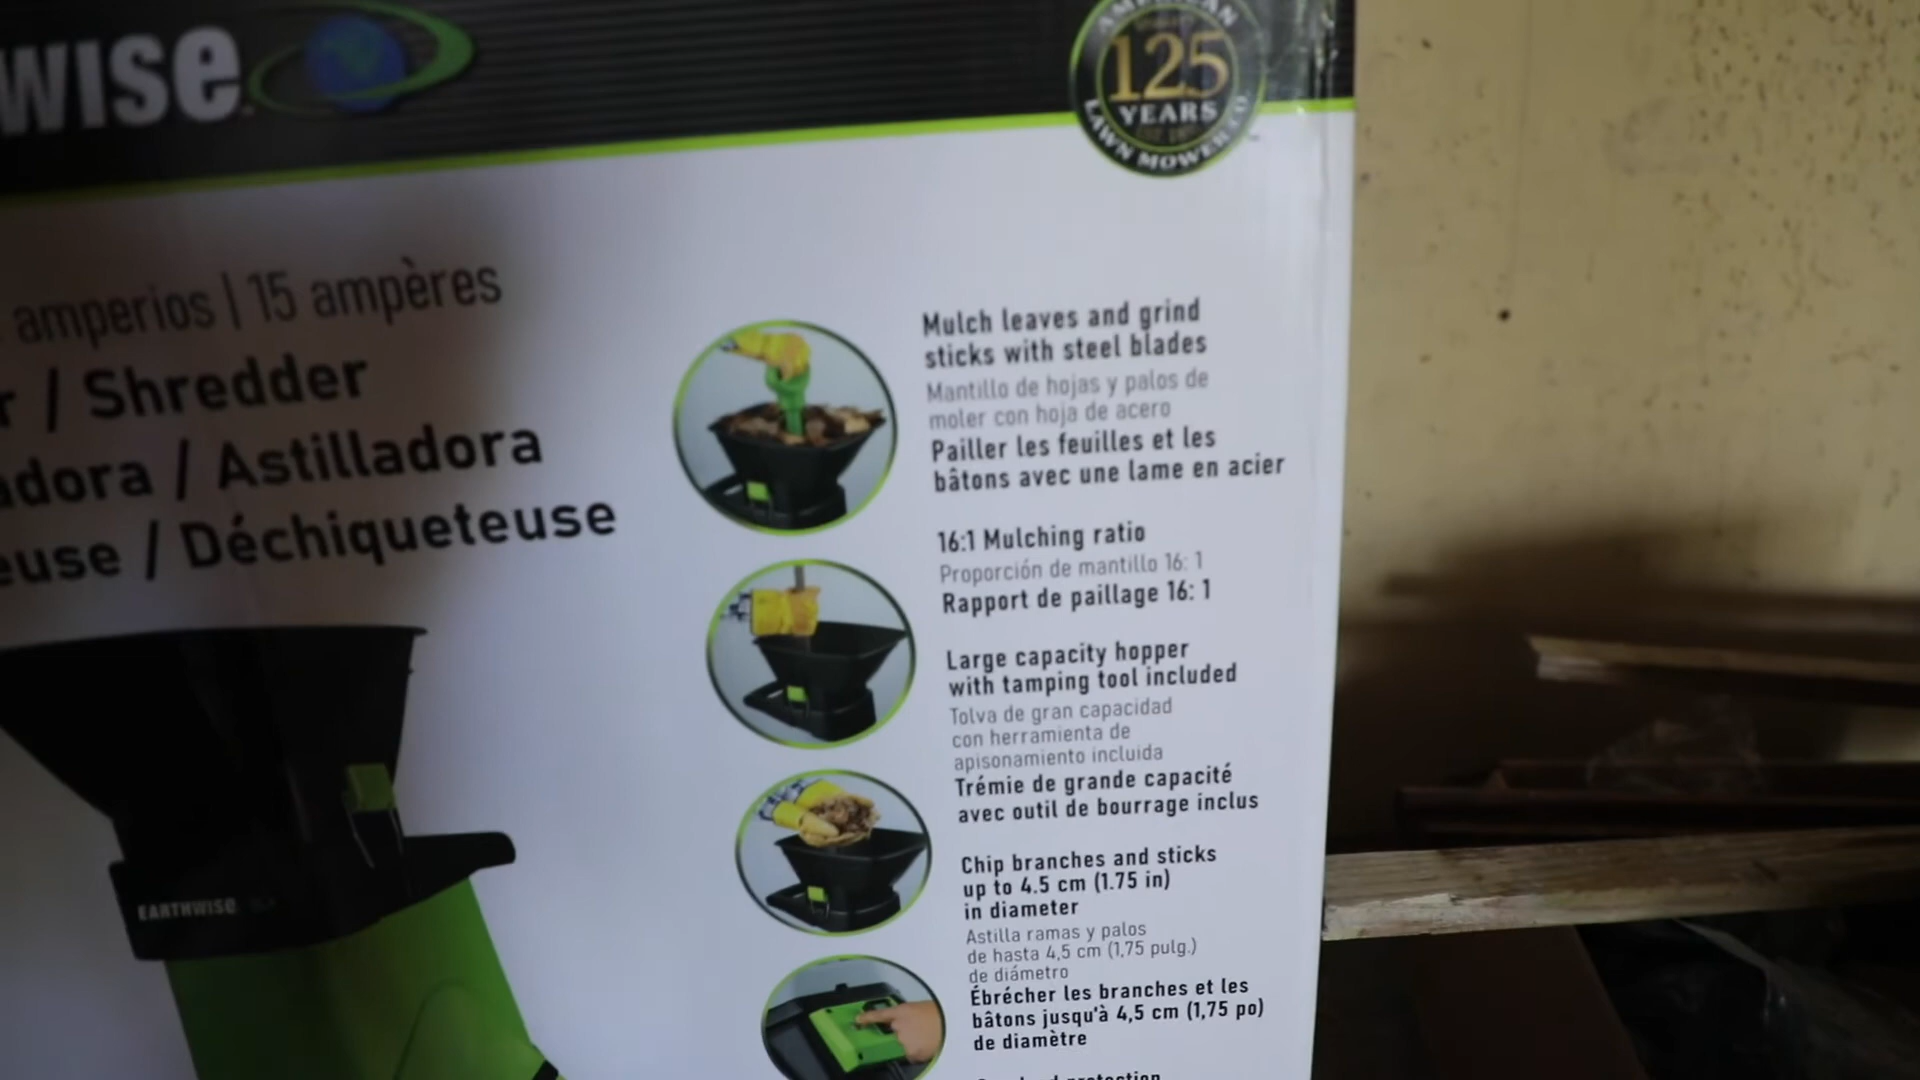 WISE
AMERICAN
125
YEARS
LAWN MOWER CO.
amperios | 15 ampères
r / Shredder
adora / Astilladora
euse / Déchiqueteuse
Mulch leaves and grind
sticks with steel blades
Mantillo de hojas y palos de
moler con hoja de acero
Pailler les feuilles et les
bâtons avec une lame en acier
16:1 Mulching ratio
Proporción de mantillo 16: 1
Rapport de paillage 16: 1
Large capacity hopper
with tamping tool included
Tolva de gran capacidad
con herramienta de
apisonamiento incluida
Trémie de grande capacité
avec outil de bourrage inclus
Chip branches and sticks
up to 4.5 cm (1.75 in)
in diameter
Astilla ramas y palos
de hasta 4,5 cm (1,75 pulg.)
de diámetro
Ébrécher les branches et les
bâtons jusqu'à 4,5 cm (1,75 po)
de diamètre
protection
EARTHWISE